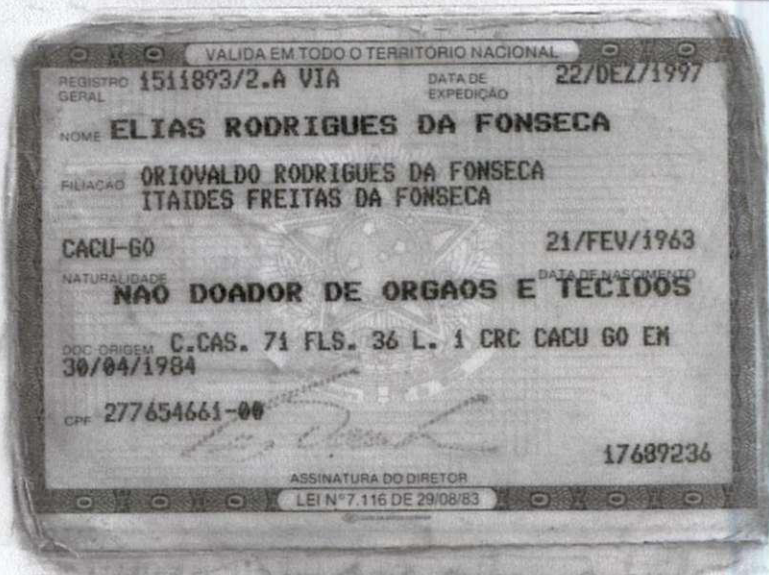 VALIDA EM TODO O TERRITÓRIO NACIONAL
REGISTRO GERAL 1511893/2.A VIA DATA DE EXPEDIÇÃO 22/DEZ/1997
NOME ELIAS RODRIGUES DA FONSECA
FILIAÇÃO ORIOVALDO RODRIGUES DA FONSECA
ITAIDES FREITAS DA FONSECA
CACU-GO 21/FEV/1963
NATURALIDADE DATA DE NASCIMENTO
NAO DOADOR DE ORGAOS E TECIDOS
DOC ORIGEM C.CAS. 71 FLS. 36 L. 1 CRC CACU GO EM
30/04/1984
CPF 277654661-00
17689236
ASSINATURA DO DIRETOR
LEI Nº 7.116 DE 29/08/83